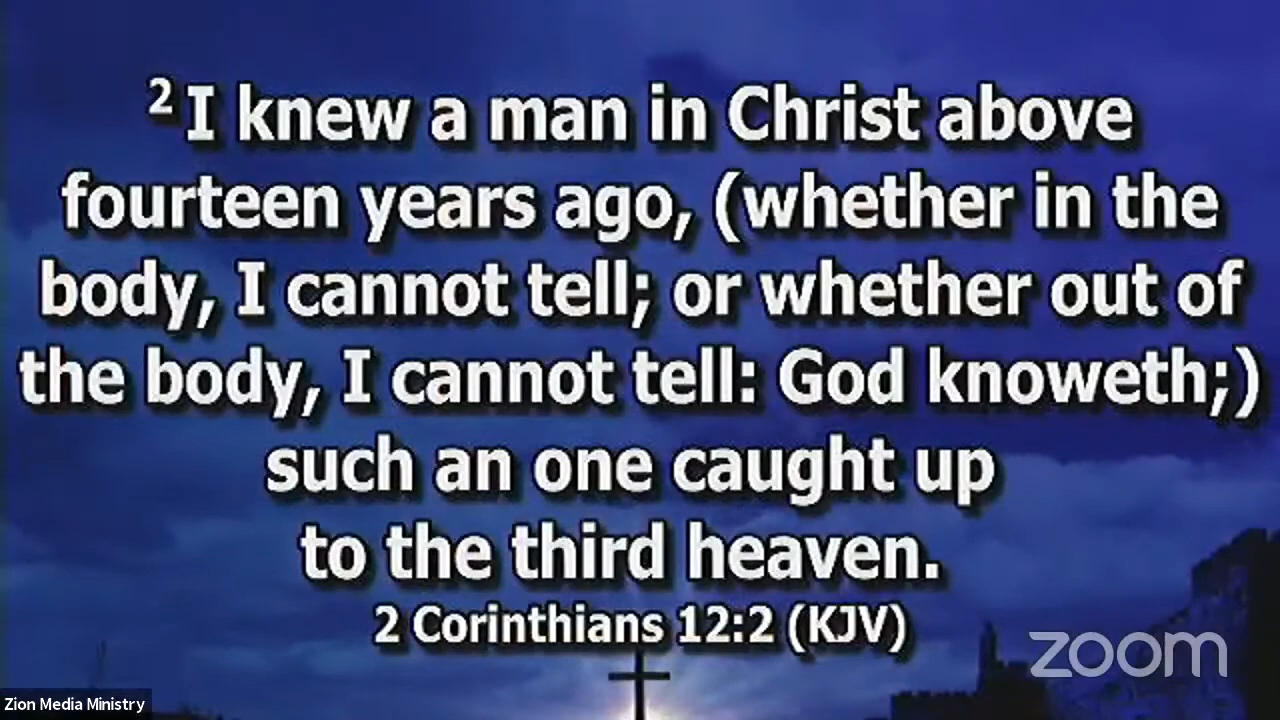 2 I knew a man in Christ above
fourteen years ago, (whether in the
body, I cannot tell; or whether out of
the body, I cannot tell: God knoweth;)
such an one caught up
to the third heaven.
2 Corinthians 12:2 (KJV)
zoom
Zion Media Ministry